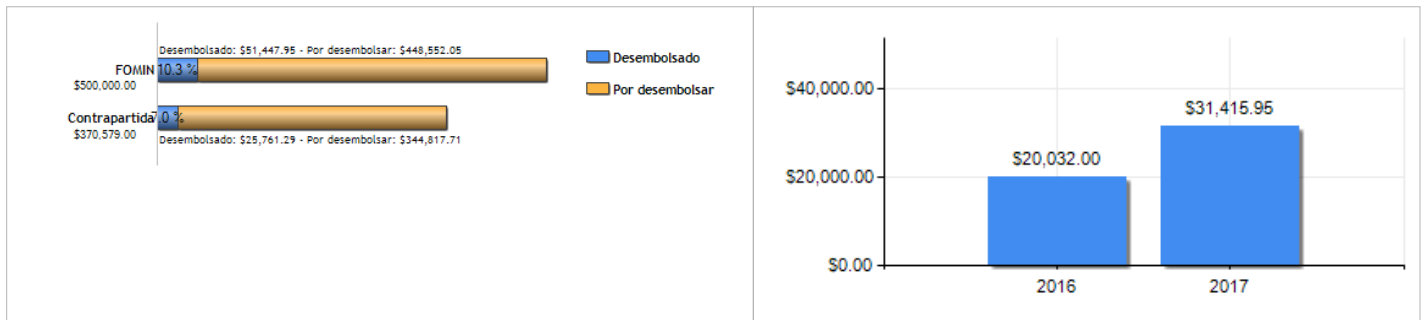 Desembolsado: $51,447.95 - Por desembolsar: $448,552.05
FOMIN 10.3 %
$500,000.00
Contrapartida 7.0 %
$370,579.00
Desembolsado: $25,761.29 - Por desembolsar: $344,817.71
Desembolsado
Por desembolsar
$40,000.00
$31,415.95
$20,032.00
$20,000.00
$0.00
2016 2017